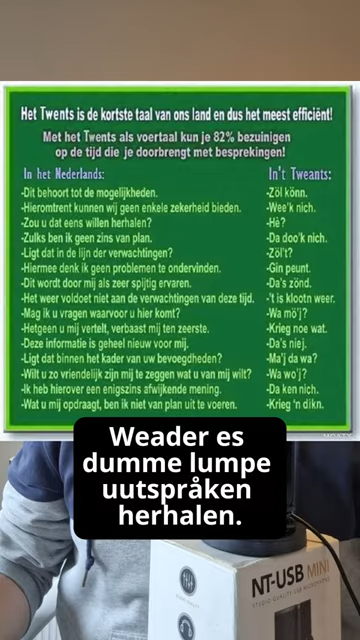 Het Twents is de kortste taal van ons land en dus het meest efficiënt!
Met het Twents als voertaal kun je 82% bezuinigen
op de tijd die je doorbrengt met besprekingen!
In het Nederlands: In't Tweants:
-Dit behoort tot de mogelijkheden. -Zöl könn.
-Hieromtrent kunnen wij geen enkele zekerheid bieden. -Wee'k nich.
-Zou u dat eens willen herhalen? -Hê?
-Zulks ben ik geen zins van plan. -Da doo'k nich.
-Ligt dat in de lijn der verwachtingen? -Zöl't?
-Hiermee denk ik geen problemen te ondervinden. -Gin peunt.
-Dit wordt door mij als zeer spijtig ervaren. -Da's zönd.
-Het weer voldoet niet aan de verwachtingen van deze tijd. -'t is klootn weer.
-Mag ik u vragen waarvoor u hier komt? -Wa mö'j?
-Hetgeen u mij vertelt, verbaast mij ten zeerste. -Krieg noe wat.
-Deze informatie is geheel nieuw voor mij. -Da's niej.
-Ligt dat binnen het kader van uw bevoegdheden? -Ma'j da wa?
-Wilt u zo vriendelijk zijn mij te zeggen wat u van mij wilt? -Wa wo'j?
-Ik heb hierover een enigszins afwijkende mening. -Da ken nich.
-Wat u mij opdraagt, ben ik niet van plan uit te voeren. -Krieg 'n dikn.
Weader es
dumme lumpe
uutspråken
herhalen.
NT-USB MINI
STUDIO-QUALITY USB MICROPHONE